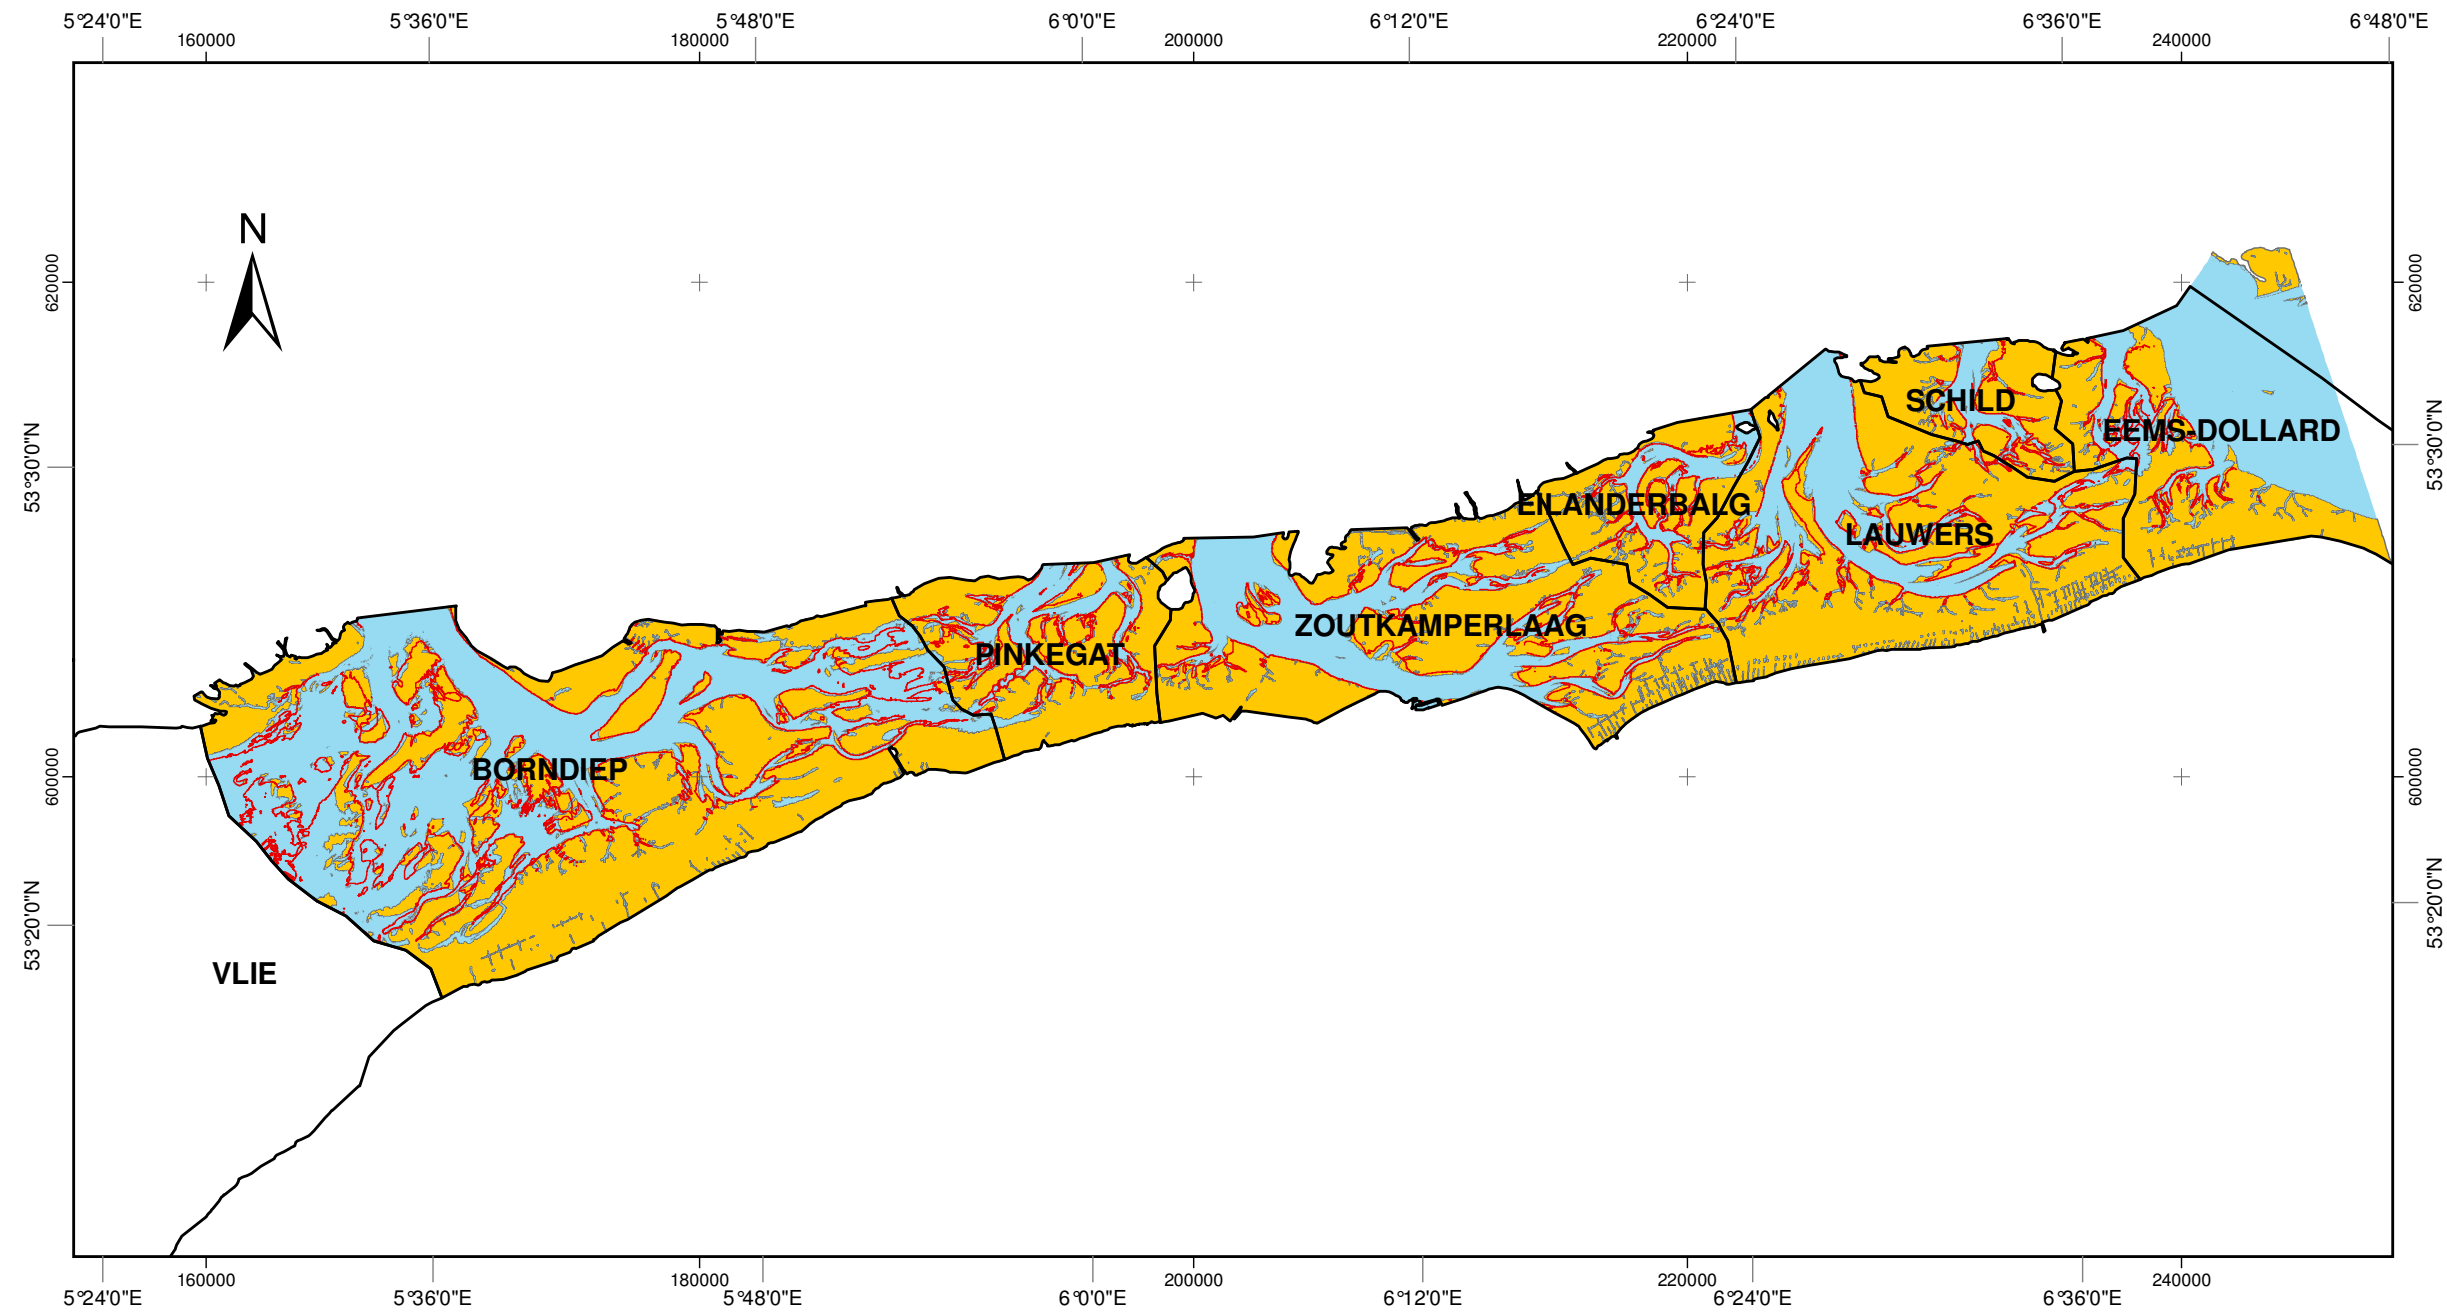 5°24'0"E 5°36'0"E 5°48'0"E 6°0'0"E 6°12'0"E 6°24'0"E 6°36'0"E 6°48'0"E
160000 180000 200000 220000 240000
N
620000 620000
SCHILD
EEMS-DOLLARD
53°30'0"N 53°30'0"N
EILANDERBALG
LAUWERS
ZOUTKAMPERLAAG
PINKEGAT
BORNDIEP
600000 600000
53°20'0"N 53°20'0"N
VLIE
160000 180000 200000 220000 240000
5°24'0"E 5°36'0"E 5°48'0"E 6°0'0"E 6°12'0"E 6°24'0"E 6°36'0"E